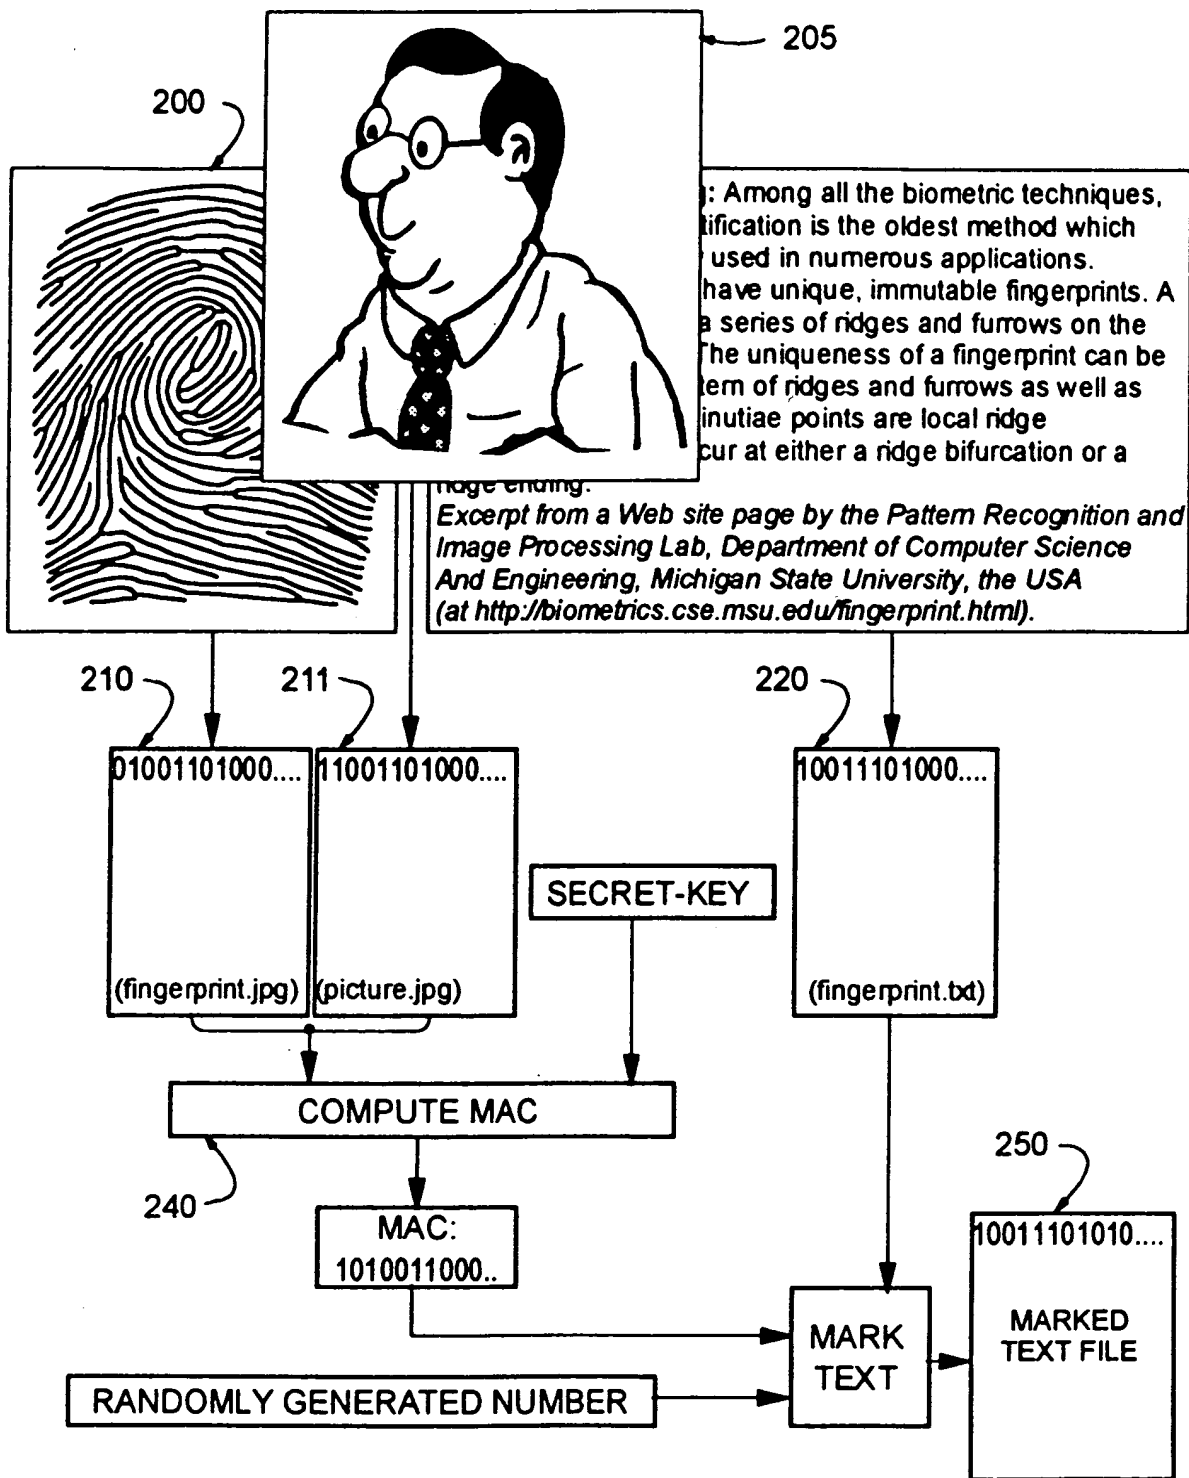 205
200
: Among all the biometric techniques,
tification is the oldest method which
used in numerous applications.
have unique, immutable fingerprints. A
a series of ridges and furrows on the
The uniqueness of a fingerprint can be
tern of ridges and furrows as well as
inutiae points are local ridge
cur at either a ridge bifurcation or a
ridge ending.
Excerpt from a Web site page by the Pattern Recognition and
Image Processing Lab, Department of Computer Science
And Engineering, Michigan State University, the USA
(at http://biometrics.cse.msu.edu/fingerprint.html).
210
211
220
01001101000....
11001101000....
10011101000....
SECRET-KEY
(fingerprint.jpg)
(picture.jpg)
(fingerprint.txt)
COMPUTE MAC
240
250
MAC:
1010011000..
10011101010....
MARK
TEXT
MARKED
TEXT FILE
RANDOMLY GENERATED NUMBER